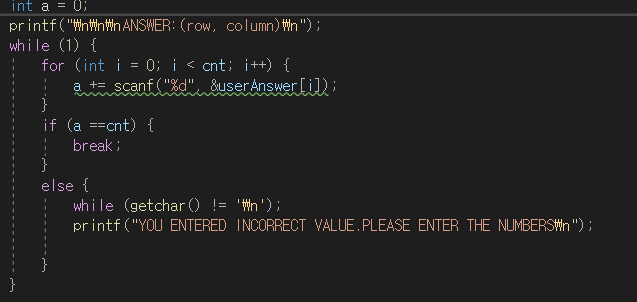 int a = 0;
printf("₩n₩n₩nANSWER:(row, column)₩n");
while (1) {
for (int i = 0; i < cnt; i++) {
a += scanf("%d", &userAnswer[i]);
}
if (a ==cnt) {
break;
}
else {
while (getchar() != '₩n');
printf("YOU ENTERED INCORRECT VALUE.PLEASE ENTER THE NUMBERS₩n");
}
}